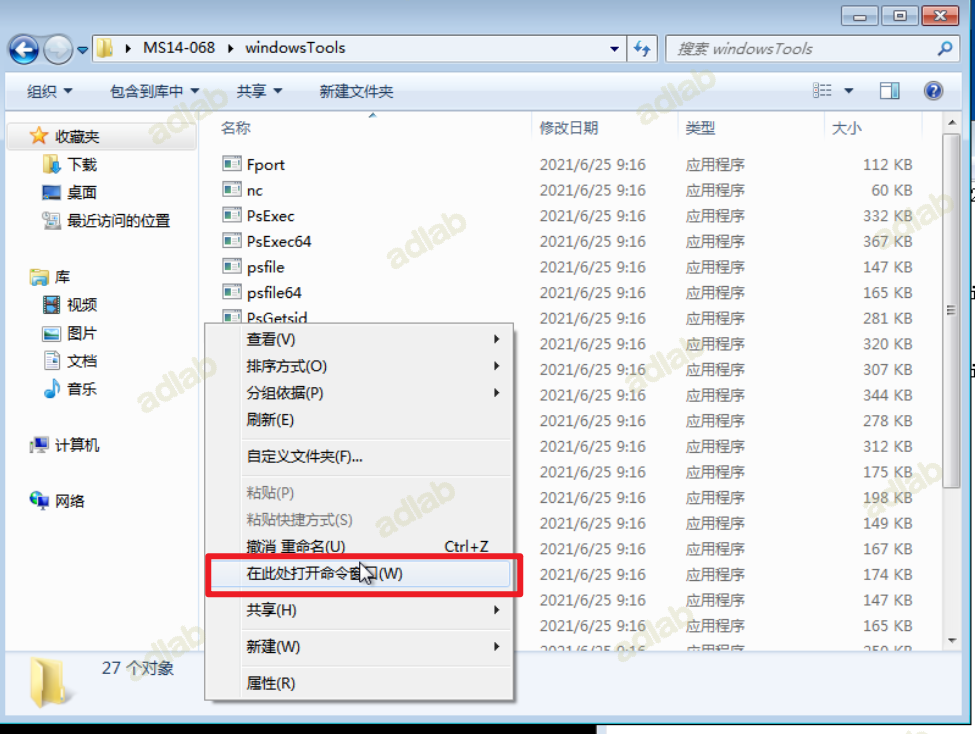 MS14-068 windowsTools
搜索 windowsTools
组织 包含到库中 共享 新建文件夹
名称 修改日期 类型 大小
收藏夹
下载
桌面
最近访问的位置
库
视频
图片
文档
音乐
计算机
网络
Fport 2021/6/25 9:16 应用程序 112 KB
nc 2021/6/25 9:16 应用程序 60 KB
PsExec 2021/6/25 9:16 应用程序 332 KB
PsExec64 2021/6/25 9:16 应用程序 367 KB
psfile 2021/6/25 9:16 应用程序 147 KB
psfile64 2021/6/25 9:16 应用程序 165 KB
PsGetsid 2021/6/25 9:16 应用程序 281 KB
2021/6/25 9:16 应用程序 320 KB
2021/6/25 9:16 应用程序 307 KB
2021/6/25 9:16 应用程序 344 KB
2021/6/25 9:16 应用程序 278 KB
2021/6/25 9:16 应用程序 312 KB
2021/6/25 9:16 应用程序 175 KB
2021/6/25 9:16 应用程序 198 KB
2021/6/25 9:16 应用程序 149 KB
2021/6/25 9:16 应用程序 167 KB
2021/6/25 9:16 应用程序 174 KB
2021/6/25 9:16 应用程序 147 KB
2021/6/25 9:16 应用程序 165 KB
查看(V)
排序方式(O)
分组依据(P)
刷新(E)
自定义文件夹(F)...
粘贴(P)
粘贴快捷方式(S)
撤消 重命名(U) Ctrl+Z
在此处打开命令窗口(W)
共享(H)
新建(W)
属性(R)
27 个对象
adlab
adlab
adlab
adlab
adlab
adlab
adlab
adlab
adlab
adlab